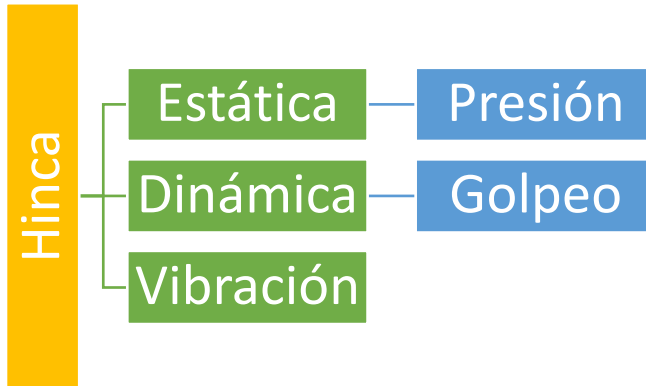 Hinca
Estática
Presión
Dinámica
Golpeo
Vibración